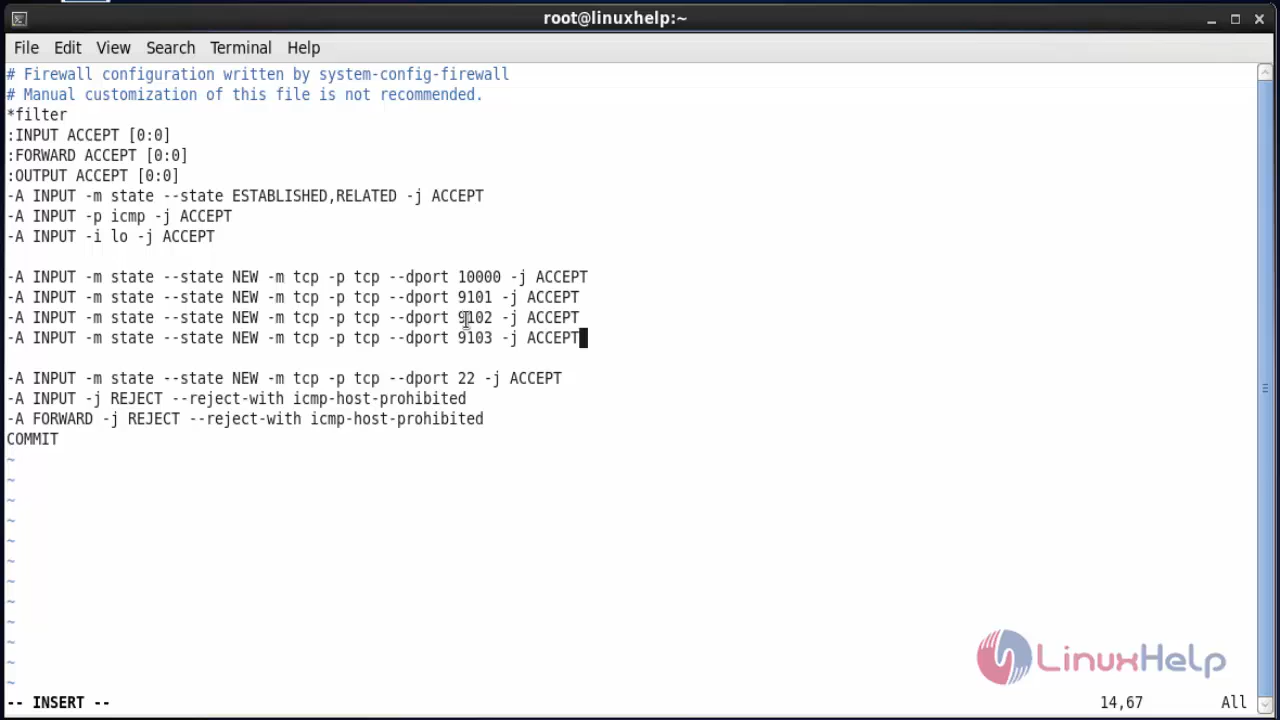 root@linuxhelp:~
File Edit View Search Terminal Help
# Firewall configuration written by system-config-firewall
# Manual customization of this file is not recommended.
*filter
:INPUT ACCEPT [0:0]
:FORWARD ACCEPT [0:0]
:OUTPUT ACCEPT [0:0]
-A INPUT -m state --state ESTABLISHED,RELATED -j ACCEPT
-A INPUT -p icmp -j ACCEPT
-A INPUT -i lo -j ACCEPT
-A INPUT -m state --state NEW -m tcp -p tcp --dport 10000 -j ACCEPT
-A INPUT -m state --state NEW -m tcp -p tcp --dport 9101 -j ACCEPT
-A INPUT -m state --state NEW -m tcp -p tcp --dport 9102 -j ACCEPT
-A INPUT -m state --state NEW -m tcp -p tcp --dport 9103 -j ACCEPT
-A INPUT -m state --state NEW -m tcp -p tcp --dport 22 -j ACCEPT
-A INPUT -j REJECT --reject-with icmp-host-prohibited
-A FORWARD -j REJECT --reject-with icmp-host-prohibited
COMMIT
~
~
~
~
~
~
~
~
~
~
~
~
LinuxHelp
-- INSERT -- 14,67 All